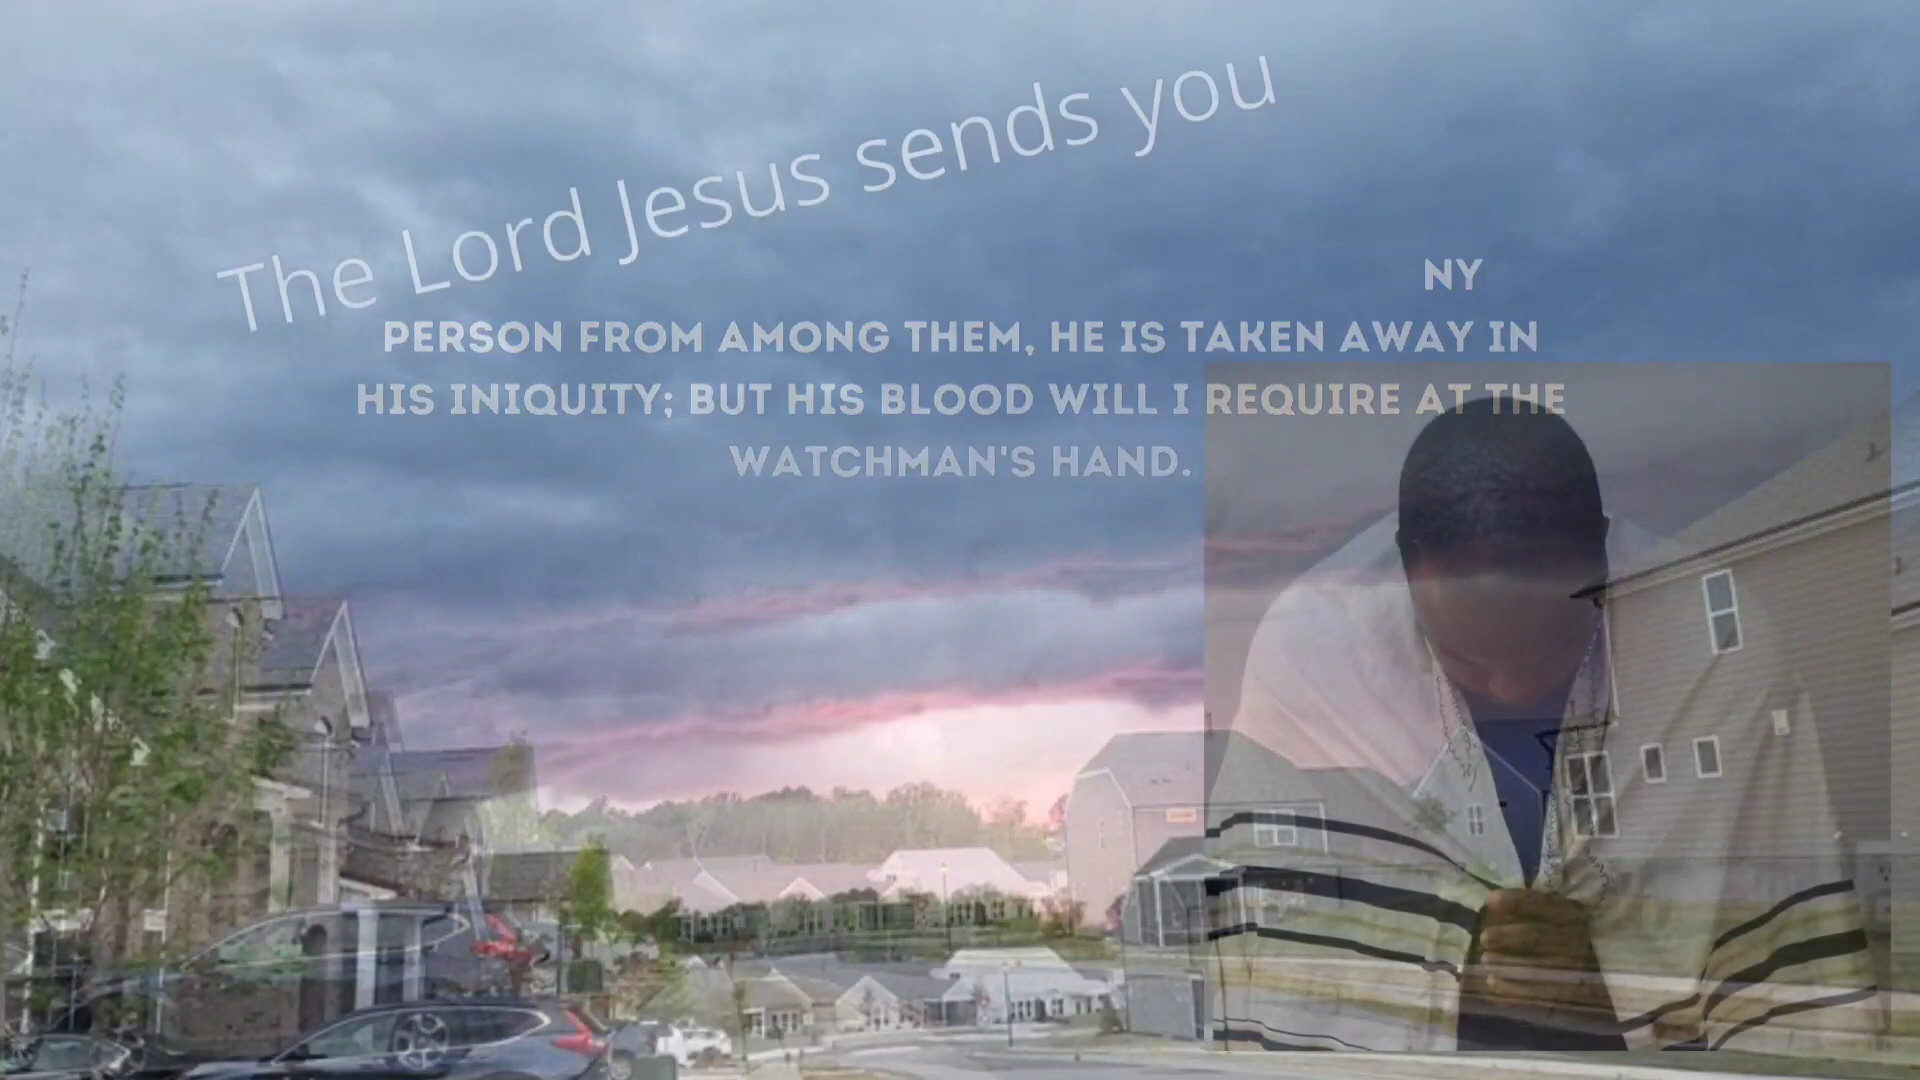 The Lord Jesus sends you
NY
PERSON FROM AMONG THEM, HE IS TAKEN AWAY IN
HIS INIQUITY; BUT HIS BLOOD WILL I REQUIRE AT THE
WATCHMAN'S HAND.